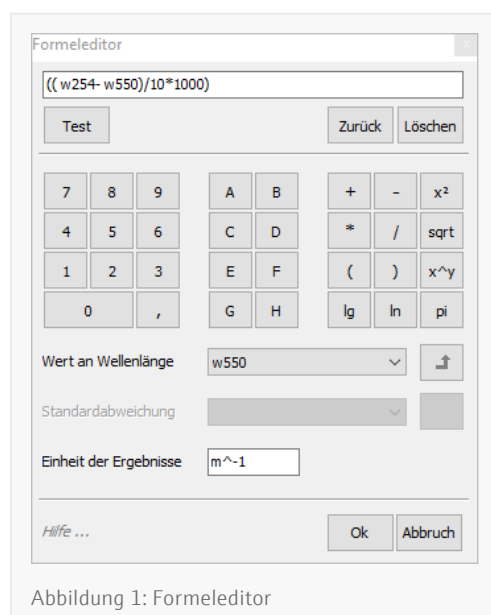 Formeleditor
x
(( w254- w550)/10*1000)
Test Zurück Löschen
7 8 9 A B + - x²
4 5 6 C D * / sqrt
1 2 3 E F ( ) x^y
0 , G H lg ln pi
Wert an Wellenlänge w550
Standardabweichung
Einheit der Ergebnisse m^-1
Hilfe ... Ok Abbruch
Abbildung 1: Formeleditor